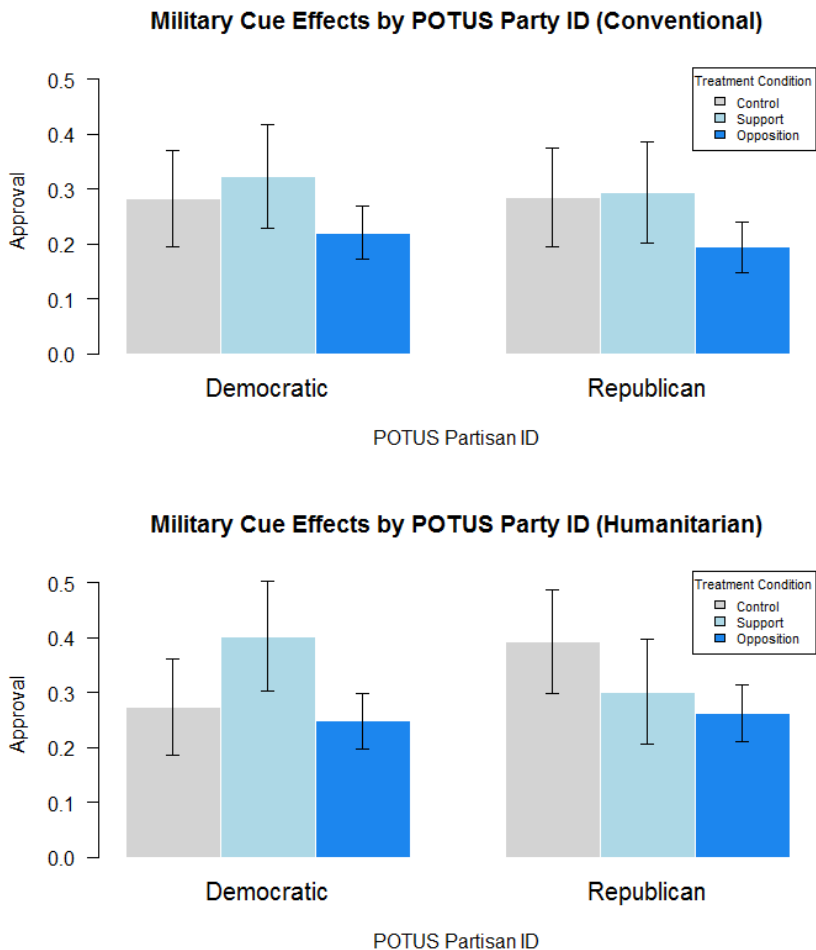 Military Cue Effects by POTUS Party ID (Conventional)
Treatment Condition
Control
Support
Opposition
Approval
0.5
0.4
0.3
0.2
0.1
0.0
Democratic Republican
POTUS Partisan ID
Military Cue Effects by POTUS Party ID (Humanitarian)
Treatment Condition
Control
Support
Opposition
Approval
0.5
0.4
0.3
0.2
0.1
0.0
Democratic Republican
POTUS Partisan ID